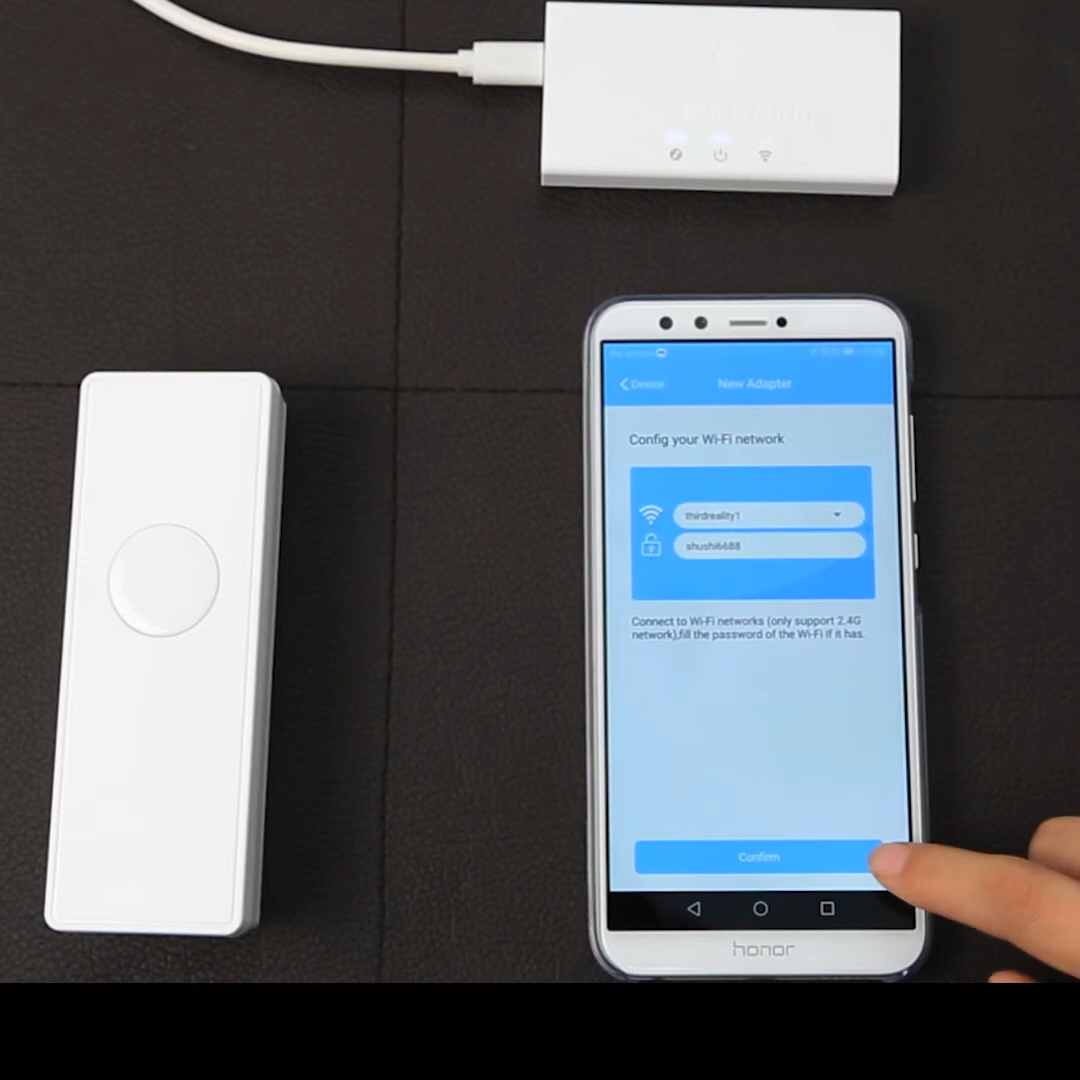 Device
New Adapter
Config your Wi-Fi network
thirdreality1
shushi6688
Connect to Wi-Fi networks (only support 2.4G
network),fill the password of the Wi-Fi if it has.
Confirm
honor